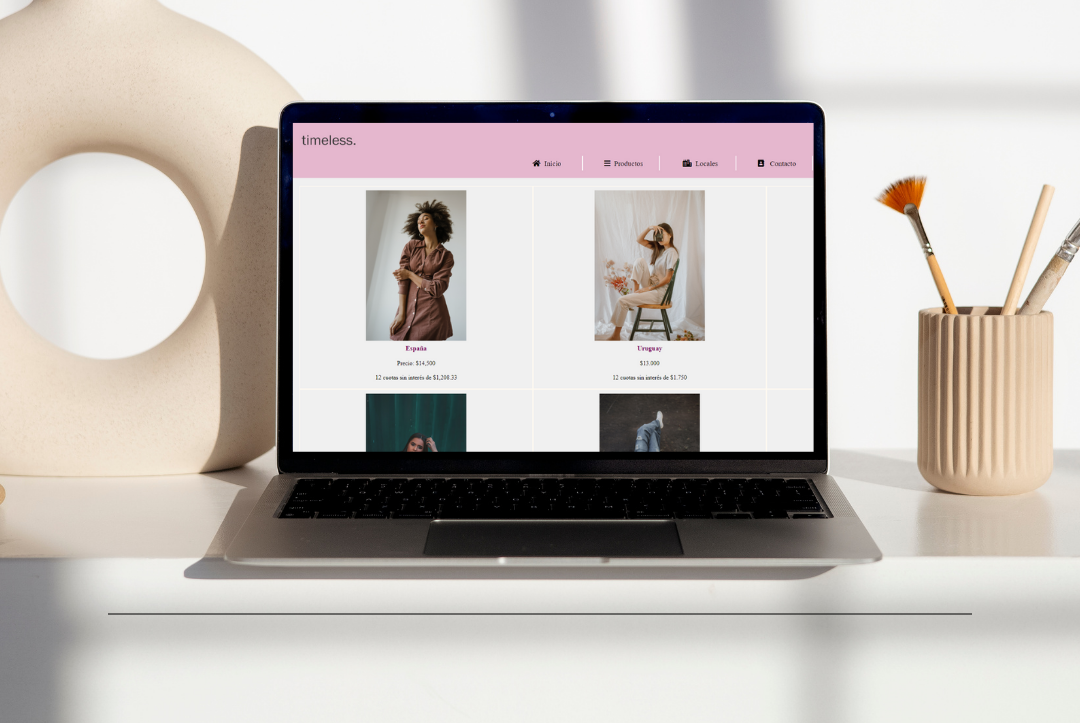 timeless.
Inicio
Productos
Locales
Contacto
España
Precio: $14,500
12 cuotas sin interés de $1,208.33
Uruguay
$13.000
12 cuotas sin interés de $1.750